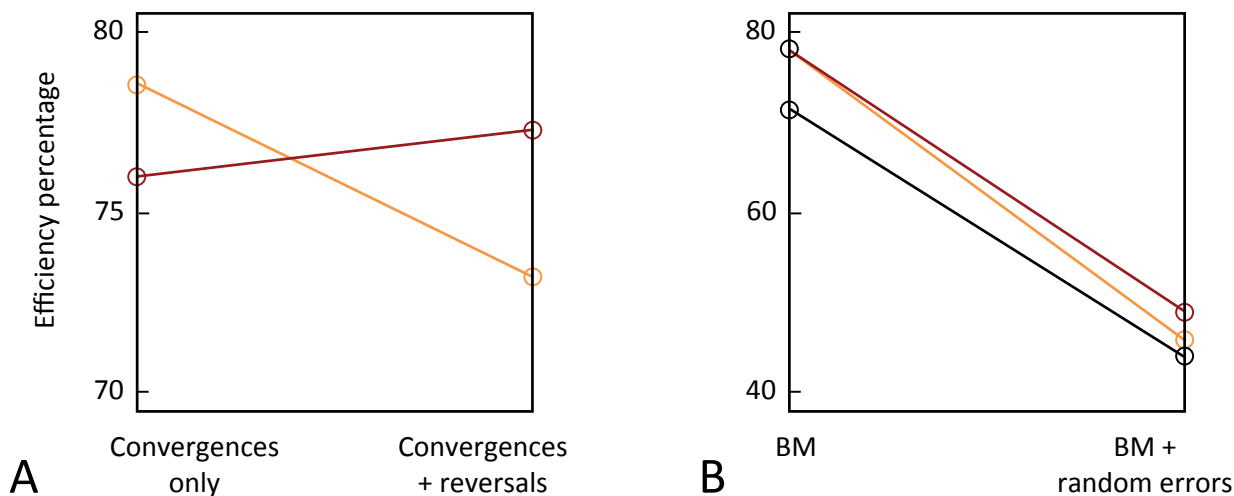 Efficiency percentage
80
75
70
Convergences
only
Convergences
+ reversals
A
80
60
40
BM
BM +
random errors
B